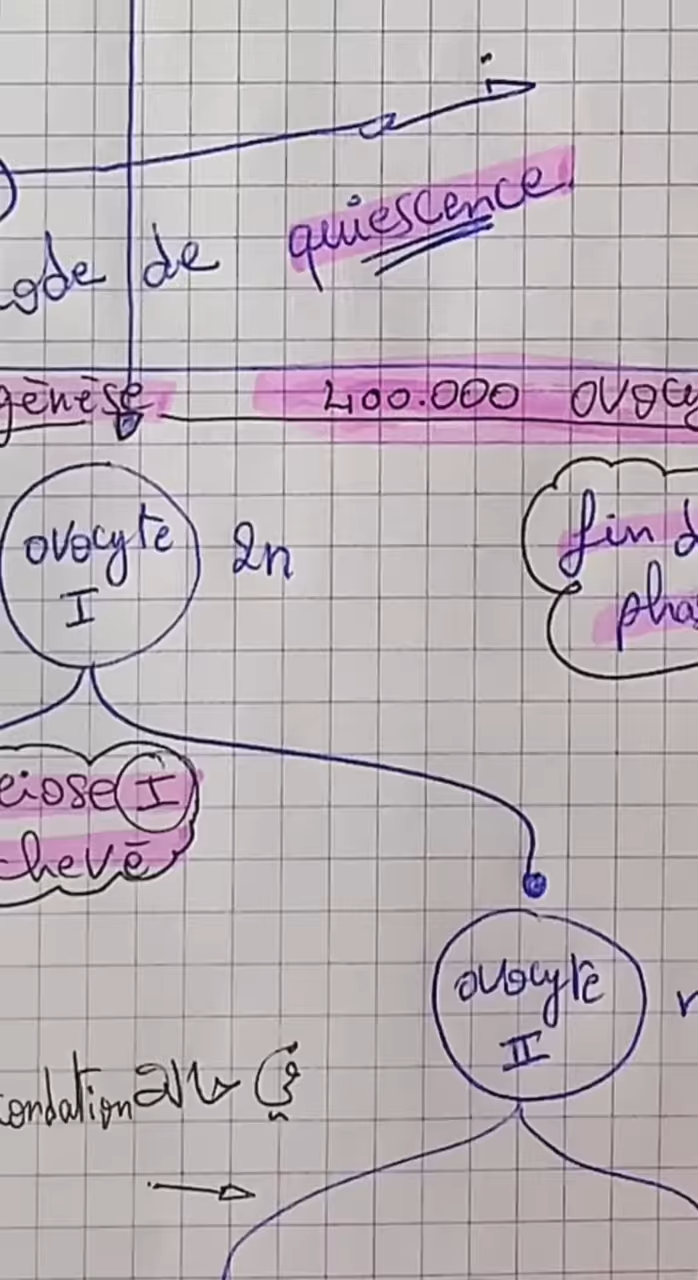 quiescence
ode de
genèse 400.000 ovocy
ovocyte 2n
I
fin d
pha
eiose I
chevé
ovocyte
II
condation